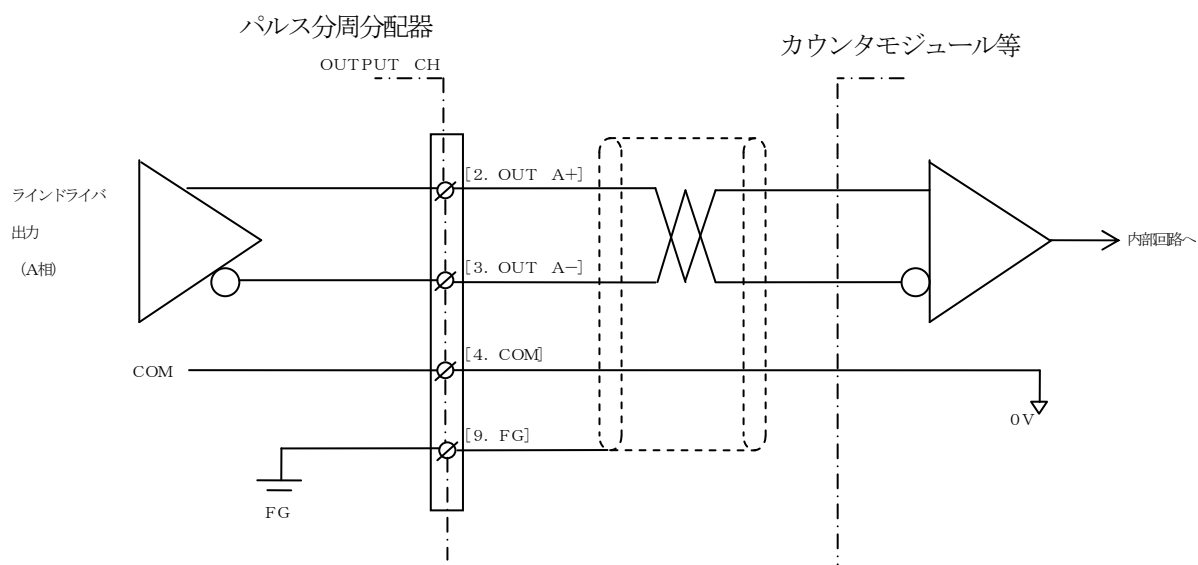 パルス分周分配器
カウンタモジュール等
OUTPUT CH
[2. OUT A+]
ラインドライバ
出力
(A相)
内部回路へ
[3. OUT A−]
[4. COM]
COM
0V
[9. FG]
FG